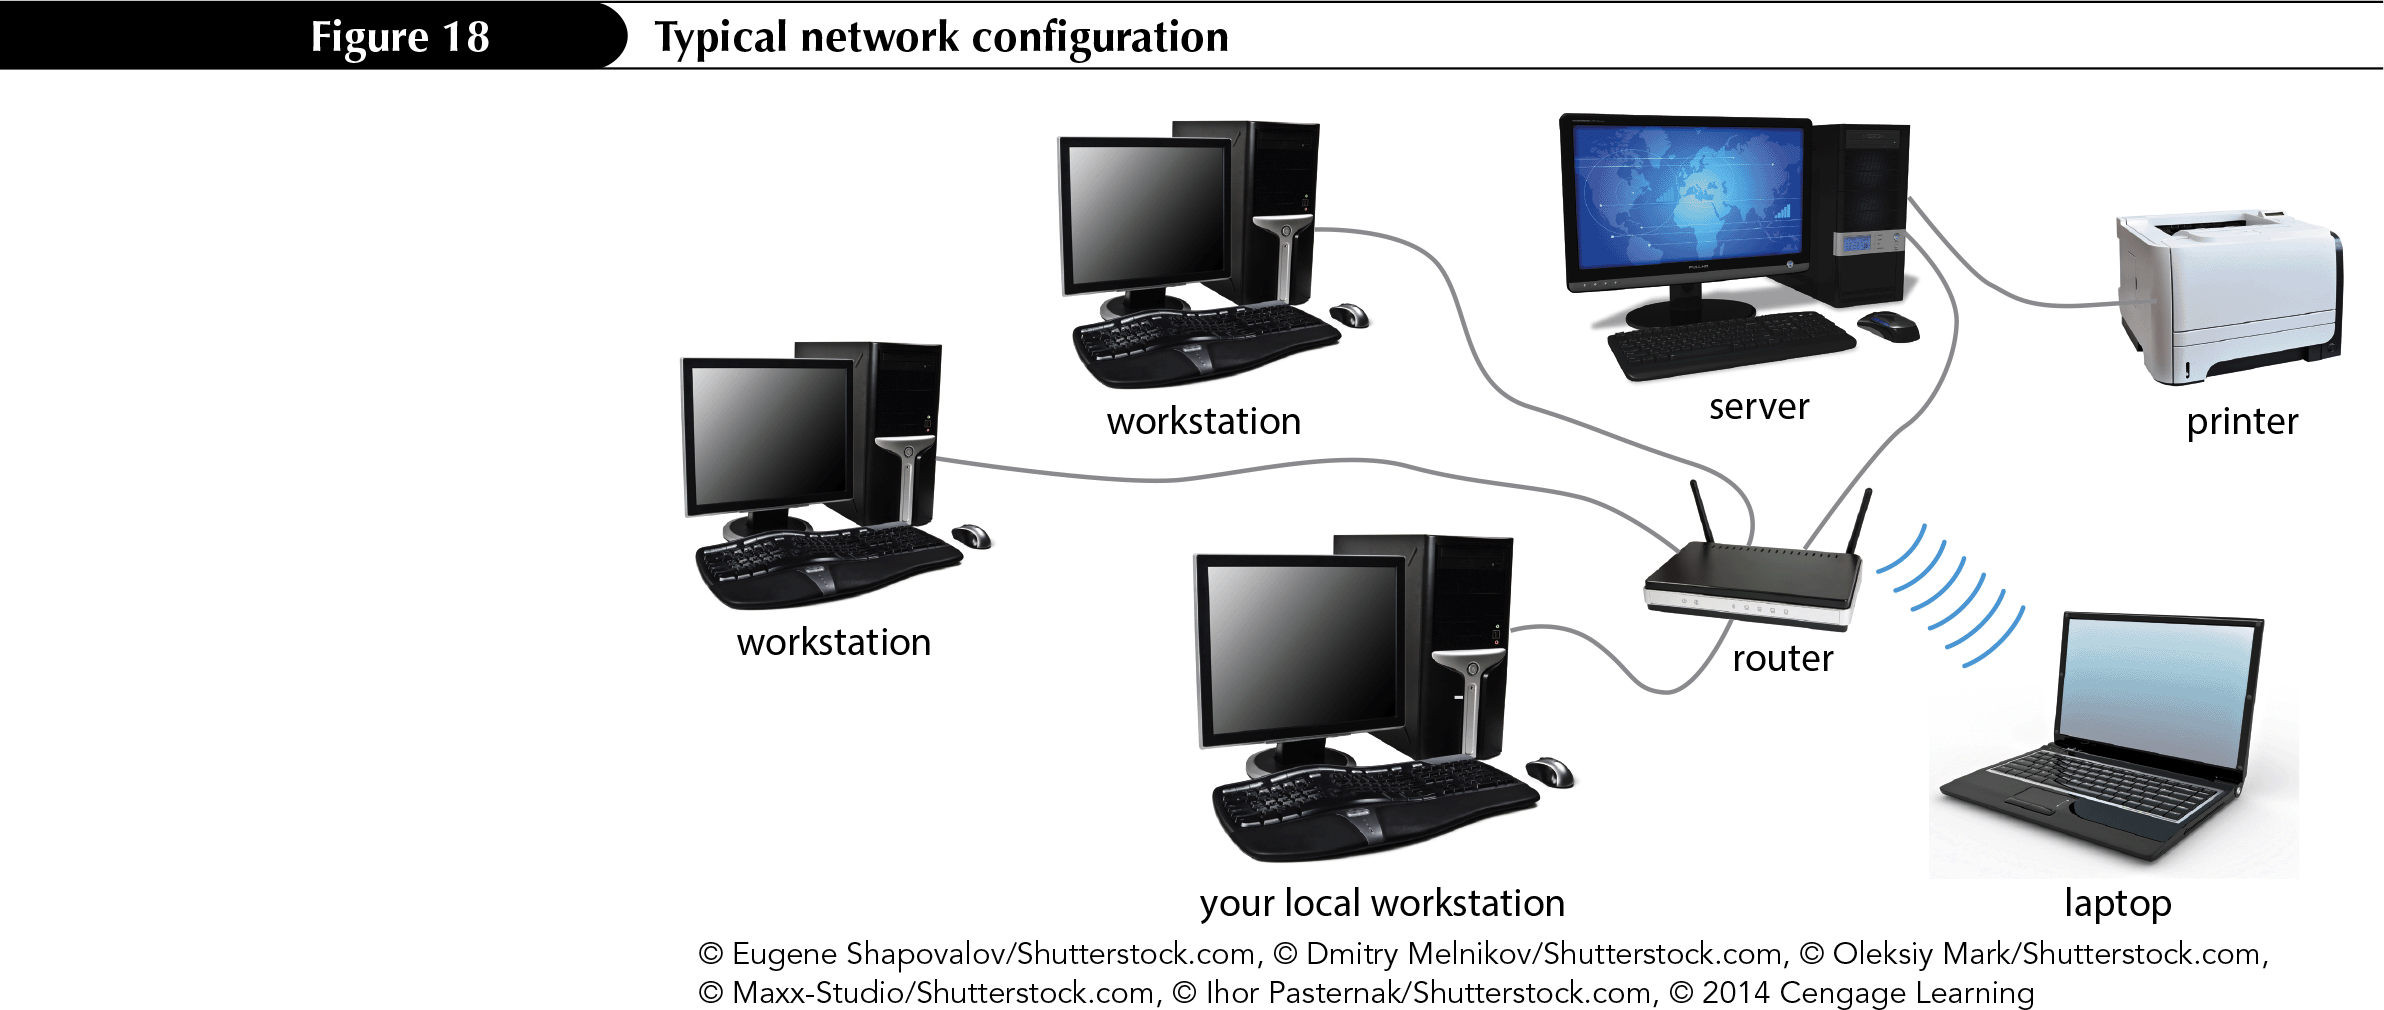 Figure 18 Typical network configuration
workstation
server
printer
workstation
router
your local workstation
laptop
© Eugene Shapovalov/Shutterstock.com, © Dmitry Melnikov/Shutterstock.com, © Oleksiy Mark/Shutterstock.com,
© Maxx-Studio/Shutterstock.com, © Ihor Pasternak/Shutterstock.com, © 2014 Cengage Learning